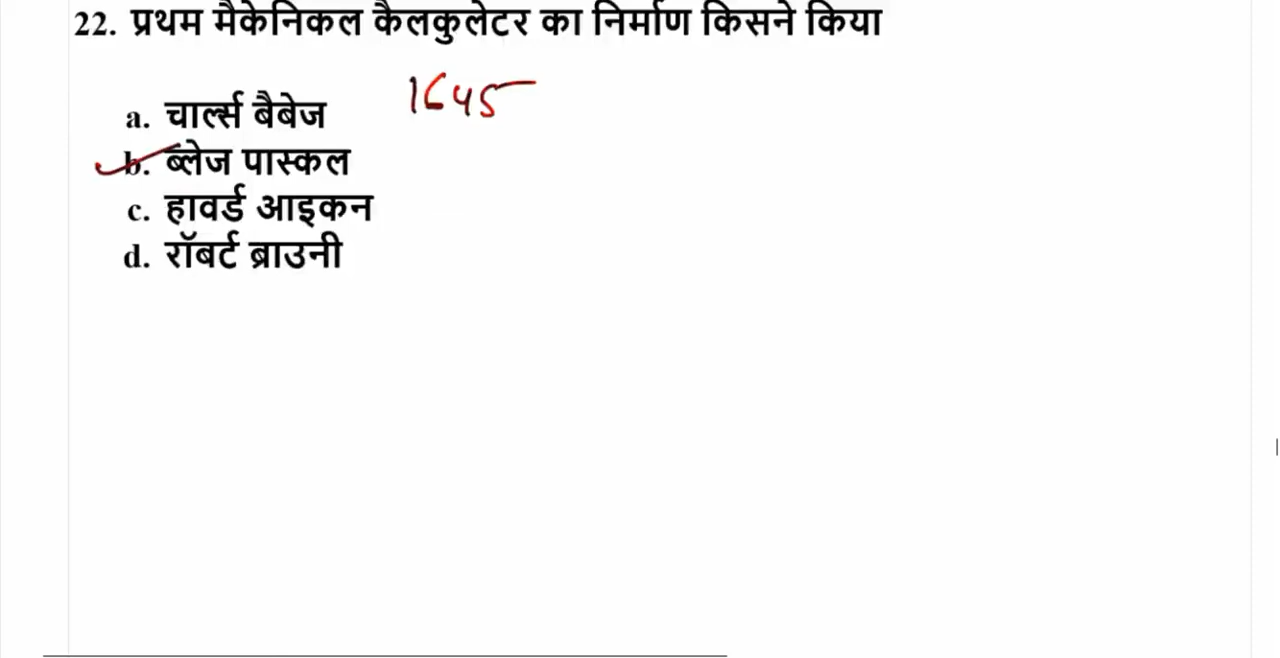 22. प्रथम मैकेनिकल कैलकुलेटर का निर्माण किसने किया
1645
a. चार्ल्स बैबेज
b. ब्लेज पास्कल
c. हावर्ड आइकन
d. रॉबर्ट ब्राउनी